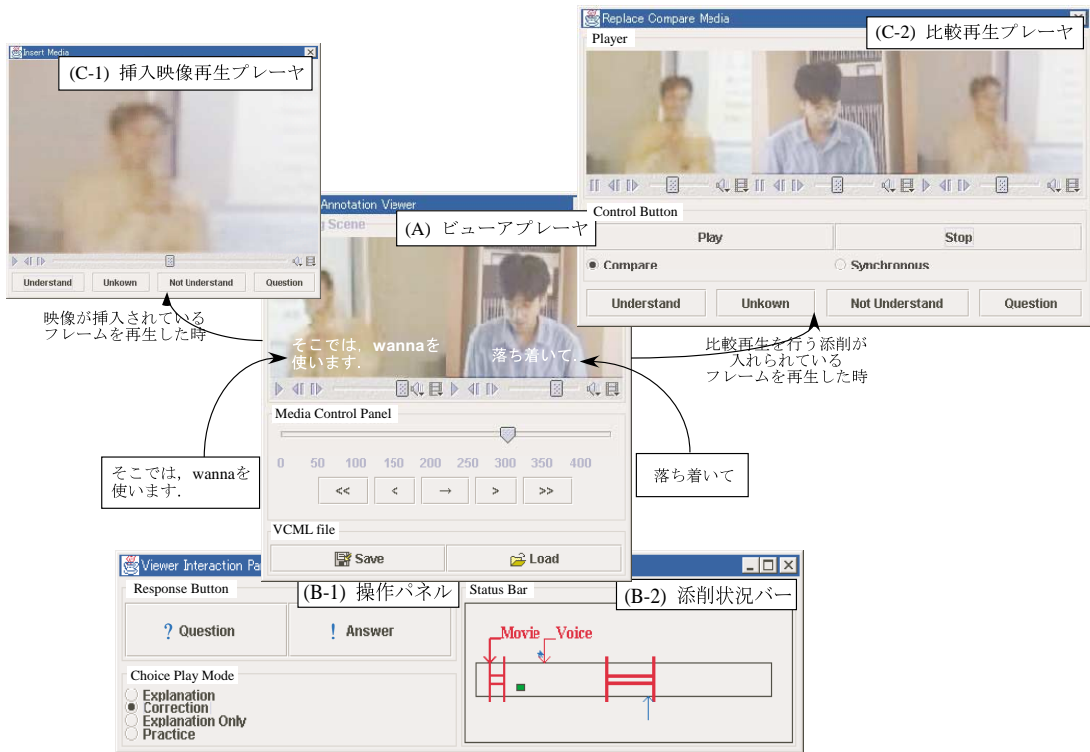 Insert Media
(C-1) 挿入映像再生プレーヤ
Understand
Unkown
Not Understand
Question
映像が挿入されている
フレームを再生した時
Replace Compare Media
Player
(C-2) 比較再生プレーヤ
Control Button
Play
Stop
Compare
Synchronous
Understand
Unkown
Not Understand
Question
比較再生を行う添削が
入れられている
フレームを再生した時
Annotation Viewer
g Scene
(A) ビューアプレーヤ
そこでは，wannaを
使います.
落ち着いて.
Media Control Panel
0 50 100 150 200 250 300 350 400
<< < → > >>
VCML file
Save
Load
そこでは，wannaを
使います.
落ち着いて
Viewer Interaction Pa
Response Button
(B-1) 操作パネル
? Question
! Answer
Choice Play Mode
Explanation
Correction
Explanation Only
Practice
Status Bar
(B-2) 添削状況バー
Movie
Voice